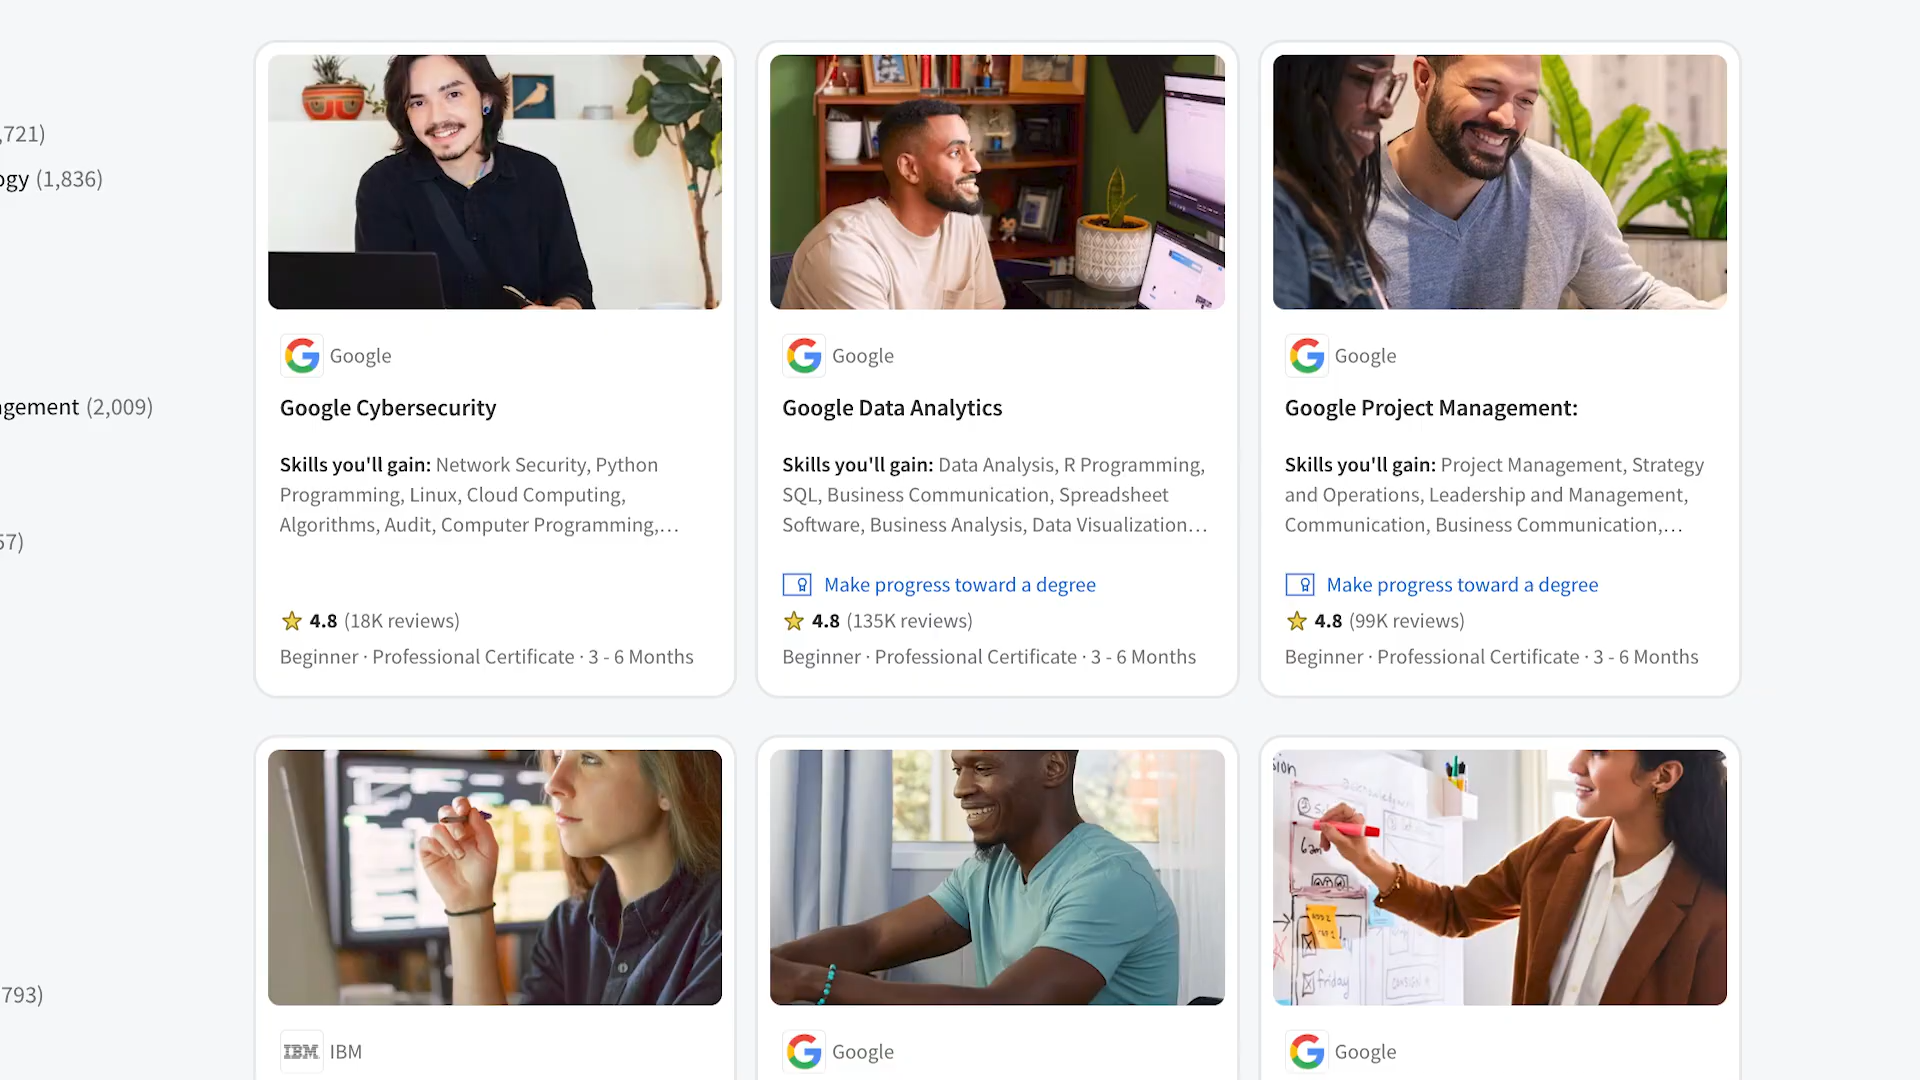 ,721)
ogy (1,836)
agement (2,009)
57)
793)
Google
Google Cybersecurity
Skills you'll gain: Network Security, Python
Programming, Linux, Cloud Computing,
Algorithms, Audit, Computer Programming,...
4.8 (18K reviews)
Beginner · Professional Certificate · 3 - 6 Months
Google
Google Data Analytics
Skills you'll gain: Data Analysis, R Programming,
SQL, Business Communication, Spreadsheet
Software, Business Analysis, Data Visualization...
Make progress toward a degree
4.8 (135K reviews)
Beginner · Professional Certificate · 3 - 6 Months
Google
Google Project Management:
Skills you'll gain: Project Management, Strategy
and Operations, Leadership and Management,
Communication, Business Communication,...
Make progress toward a degree
4.8 (99K reviews)
Beginner · Professional Certificate · 3 - 6 Months
IBM IBM
Google
sion
friday
Google